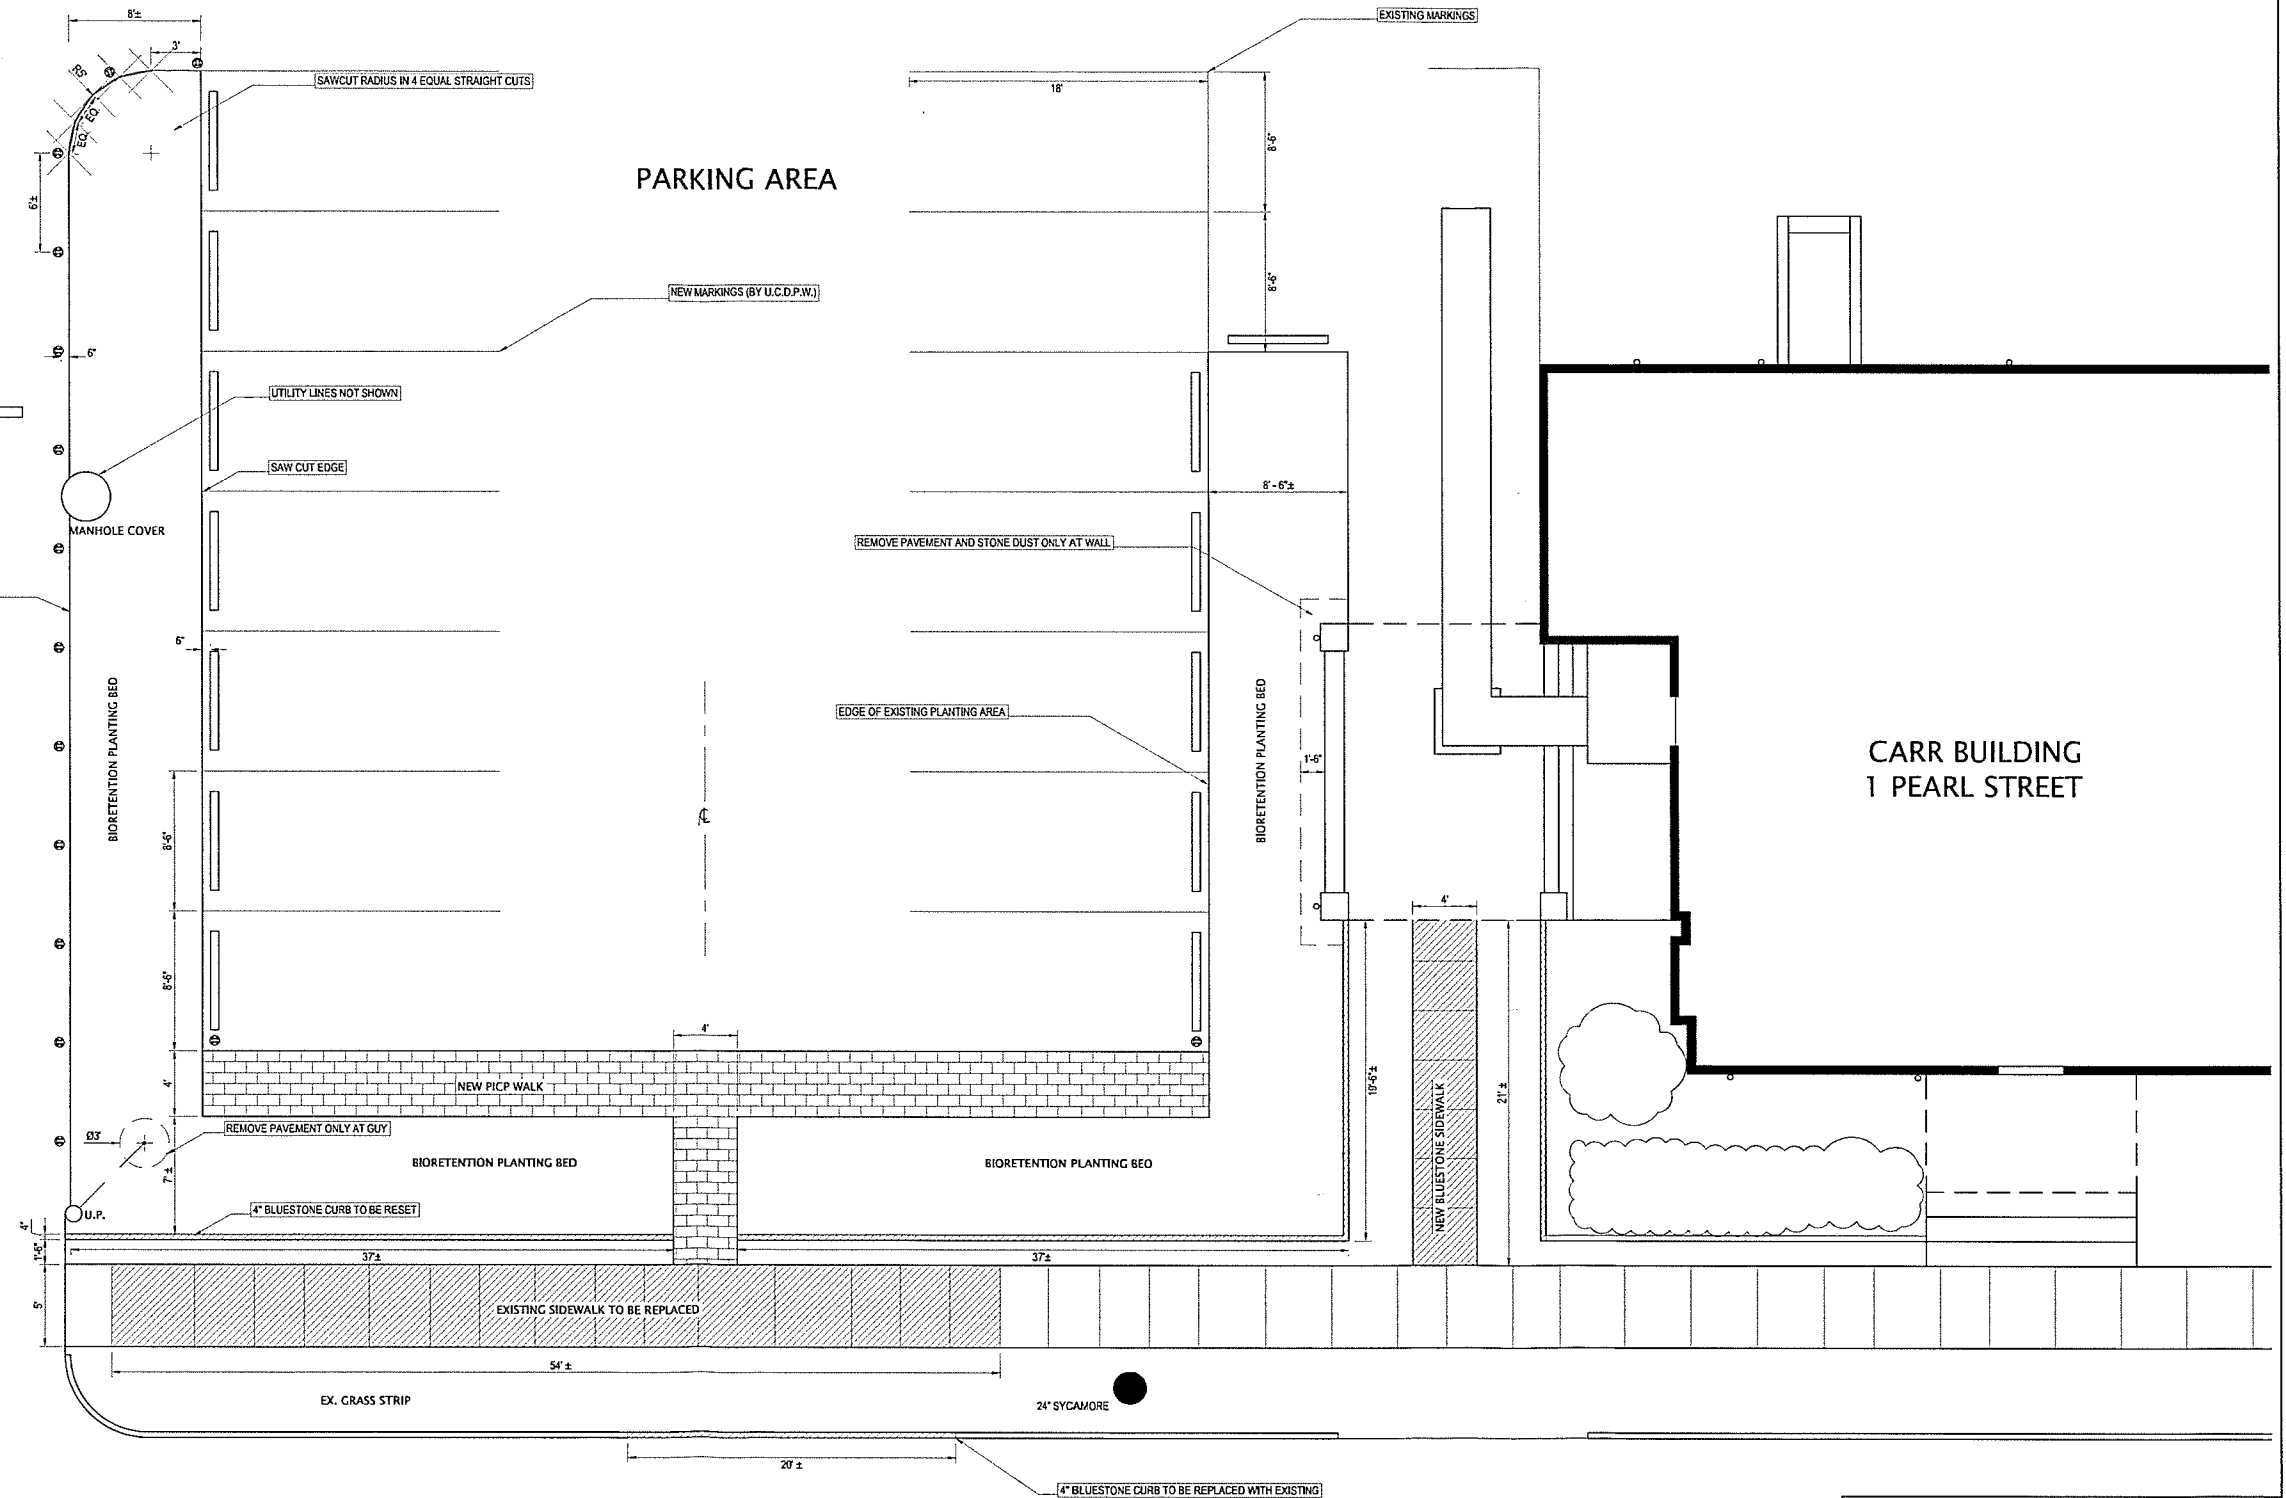 8'±
EXISTING MARKINGS
3'
R5'
SAWCUT RADIUS IN 4 EQUAL STRAIGHT CUTS
18'
EQ.
EQ.
8'-6"
PARKING AREA
6'±
8'-6"
NEW MARKINGS (BY U.C.D.P.W.)
6"
UTILITY LINES NOT SHOWN
SAW CUT EDGE
8' - 6"±
MANHOLE COVER
REMOVE PAVEMENT AND STONE DUST ONLY AT WALL
6"
BIORETENTION PLANTING BED
BIORETENTION PLANTING BED
EDGE OF EXISTING PLANTING AREA
1'-6"
CARR BUILDING
1 PEARL STREET
℄
8'-6"
4'
8'-6"
4'
4'
NEW PICP WALK
19'-6"±
21' ±
NEW BLUESTONE SIDEWALK
REMOVE PAVEMENT ONLY AT GUY
Ø3'
7' ±
BIORETENTION PLANTING BED
BIORETENTION PLANTING BED
4" BLUESTONE CURB TO BE RESET
U.P.
4"
1'-6"
37'±
37'±
5'
EXISTING SIDEWALK TO BE REPLACED
54' ±
EX. GRASS STRIP
24" SYCAMORE
20' ±
4" BLUESTONE CURB TO BE REPLACED WITH EXISTING